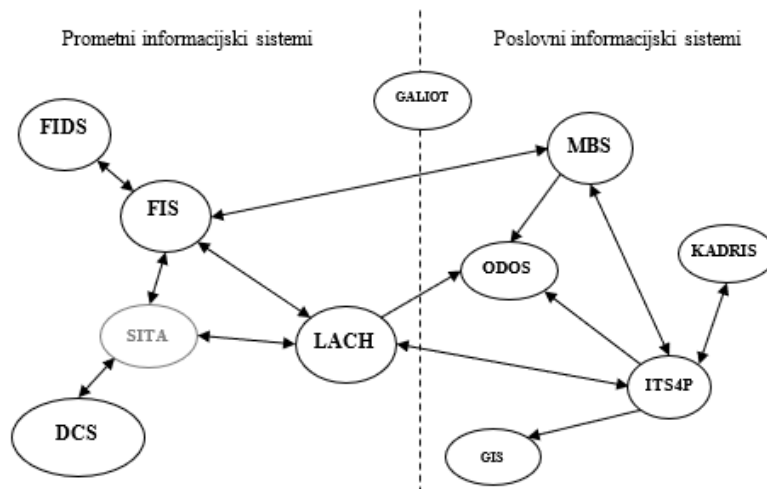 Prometni informacijski sistemi
Poslovni informacijski sistemi
GALIOT
FIDS
MBS
FIS
KADRIS
ODOS
SITA
LACH
ITS4P
DCS
GIS